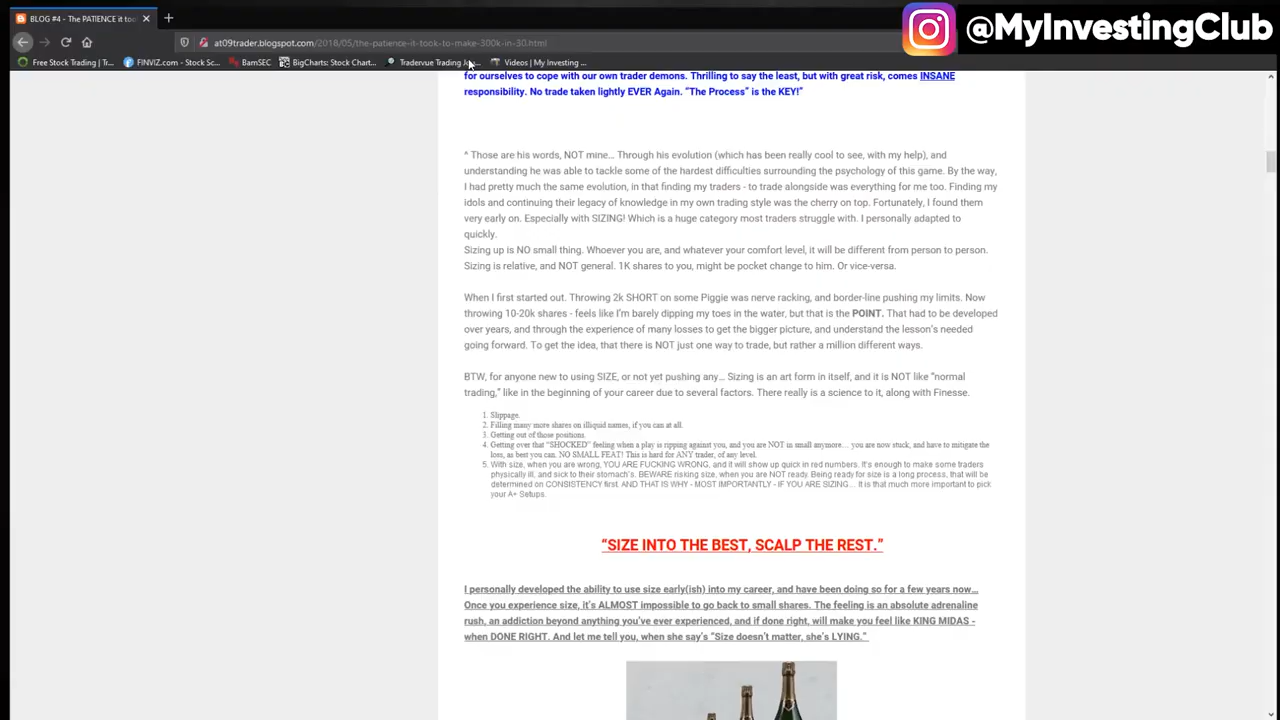 BLOG #4 - The PATIENCE it too
@MyInvestingClub
at09trader.blogspot.com/2018/05/the-patience-it-took-to-make-300k-in-30.html
Free Stock Trading | Tr... FINVIZ.com - Stock Sc... BamSEC BigCharts: Stock Chart... Tradervue Trading Jo... Videos | My Investing ...
for ourselves to cope with our own trader demons. Thrilling to say the least, but with great risk, comes INSANE
responsibility. No trade taken lightly EVER Again. “The Process” is the KEY!”
^ Those are his words, NOT mine... Through his evolution (which has been really cool to see, with my help), and
understanding he was able to tackle some of the hardest difficulties surrounding the psychology of this game. By the way,
I had pretty much the same evolution, in that finding my traders - to trade alongside was everything for me too. Finding my
idols and continuing their legacy of knowledge in my own trading style was the cherry on top. Fortunately, I found them
very early on. Especially with SIZING! Which is a huge category most traders struggle with. I personally adapted to
quickly.
Sizing up is NO small thing. Whoever you are, and whatever your comfort level, it will be different from person to person.
Sizing is relative, and NOT general. 1K shares to you, might be pocket change to him. Or vice-versa.
When I first started out. Throwing 2k SHORT on some Piggie was nerve racking, and border-line pushing my limits. Now
throwing 10-20k shares - feels like I’m barely dipping my toes in the water, but that is the POINT. That had to be developed
over years, and through the experience of many losses to get the bigger picture, and understand the lesson’s needed
going forward. To get the idea, that there is NOT just one way to trade, but rather a million different ways.
BTW, for anyone new to using SIZE, or not yet pushing any... Sizing is an art form in itself, and it is NOT like “normal
trading,” like in the beginning of your career due to several factors. There really is a science to it, along with Finesse.
1. Slippage.
2. Filling many more shares on illiquid names, if you can at all.
3. Getting out of those positions.
4. Getting over that “SHOCKED” feeling when a play is ripping against you, and you are NOT in small anymore... you are now stuck, and have to mitigate the
loss, as best you can. NO SMALL FEAT! This is hard for ANY trader, of any level.
5. With size, when you are wrong, YOU ARE FUCKING WRONG, and it will show up quick in red numbers. It’s enough to make some traders
physically ill, and sick to their stomach’s. BEWARE risking size, when you are NOT ready. Being ready for size is a long process, that will be
determined on CONSISTENCY first. AND THAT IS WHY - MOST IMPORTANTLY - IF YOU ARE SIZING... It is that much more important to pick
your A+ Setups.
“SIZE INTO THE BEST, SCALP THE REST.”
I personally developed the ability to use size early(ish) into my career, and have been doing so for a few years now...
Once you experience size, it’s ALMOST impossible to go back to small shares. The feeling is an absolute adrenaline
rush, an addiction beyond anything you’ve ever experienced, and if done right, will make you feel like KING MIDAS -
when DONE RIGHT. And let me tell you, when she say’s “Size doesn’t matter, she’s LYING.”